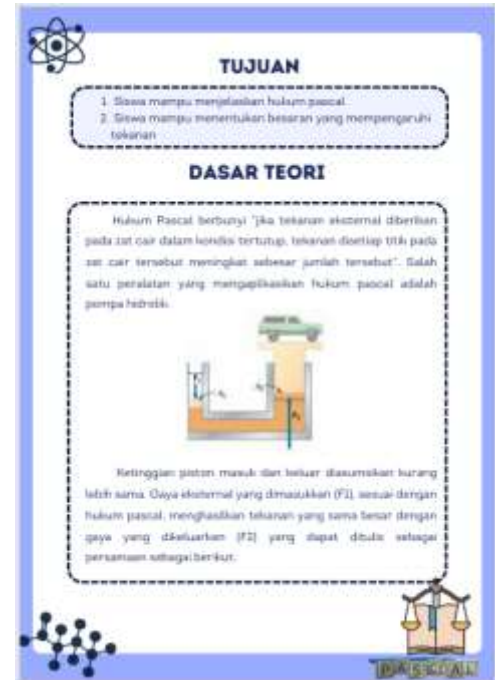 TUJUAN
1. Siswa mampu menjelaskan hukum pascal
2. Siswa mampu menentukan besaran yang mempengaruhi
tekanan
DASAR TEORI
Hukum Pascal berbunyi "jika tekanan eksternal diberikan
pada zat cair dalam kondisi tertutup, tekanan disetiap titik pada
zat cair tersebut meningkat sebesar jumlah tersebut". Salah
satu peralatan yang mengaplikasikan hukum pascal adalah
pompa hidrolik.
Ketinggian piston masuk dan keluar diasumsikan kurang
lebih sama. Gaya eksternal yang dimasukkan (F1), sesuai dengan
hukum pascal, menghasilkan tekanan yang sama besar dengan
gaya yang dikeluarkan (F2) yang dapat ditulis sebagai
persamaan sebagai berikut.